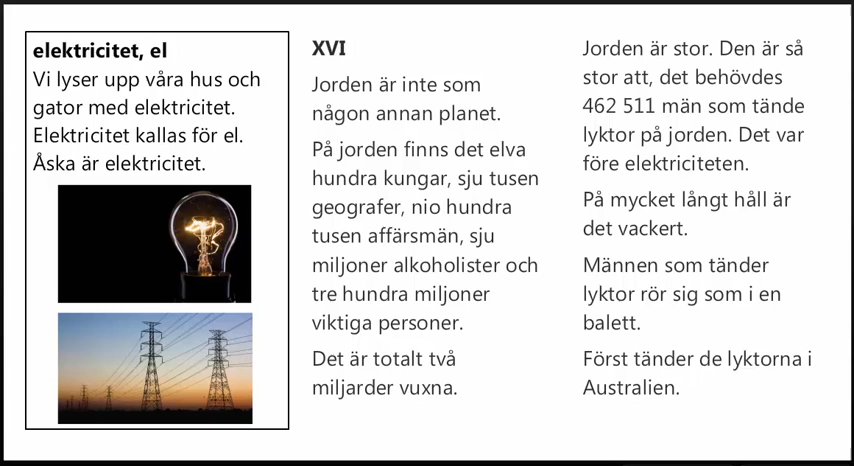 elektricitet, el
Vi lyser upp våra hus och
gator med elektricitet.
Elektricitet kallas för el.
Åska är elektricitet.
XVI
Jorden är inte som
någon annan planet.
På jorden finns det elva
hundra kungar, sju tusen
geografer, nio hundra
tusen affärsmän, sju
miljoner alkoholister och
tre hundra miljoner
viktiga personer.
Det är totalt två
miljarder vuxna.
Jorden är stor. Den är så
stor att, det behövdes
462 511 män som tände
lyktor på jorden. Det var
före elektriciteten.
På mycket långt håll är
det vackert.
Männen som tänder
lyktor rör sig som i en
balett.
Först tänder de lyktorna i
Australien.